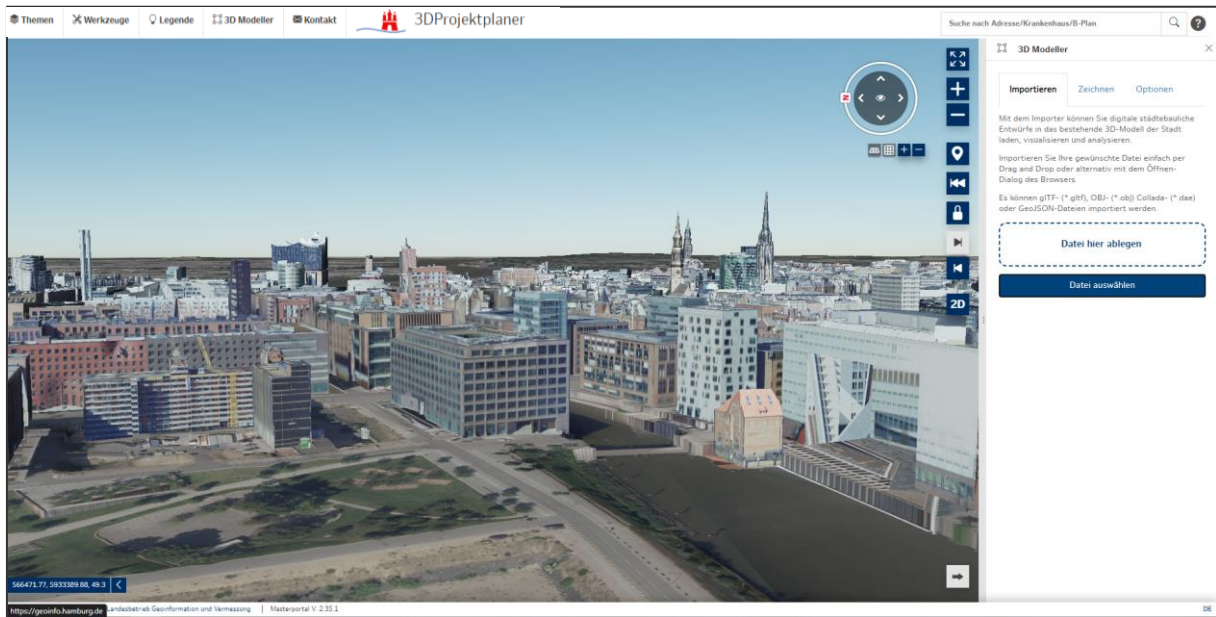 Themen
Werkzeuge
Legende
3D Modeller
Kontakt
3DProjektplaner
Suche nach Adresse/Krankenhaus/B-Plan
3D Modeller
Importieren
Zeichnen
Optionen
Mit dem Importer können Sie digitale städtebauliche
Entwürfe in das bestehende 3D-Modell der Stadt
laden, visualisieren und analysieren.
Importieren Sie Ihre gewünschte Datei einfach per
Drag and Drop oder alternativ mit dem Öffnen-
Dialog des Browsers.
Es können glTF- (*.gltf), OBJ- (*.obj) Collada- (*.dae)
oder GeoJSON-Dateien importiert werden.
Datei hier ablegen
Datei auswählen
2D
566471.77, 5933389.88, 49.3
https://geoinfo.hamburg.de
Landesbetrieb Geoinformation und Vermessung | Masterportal V. 2.35.1
DE